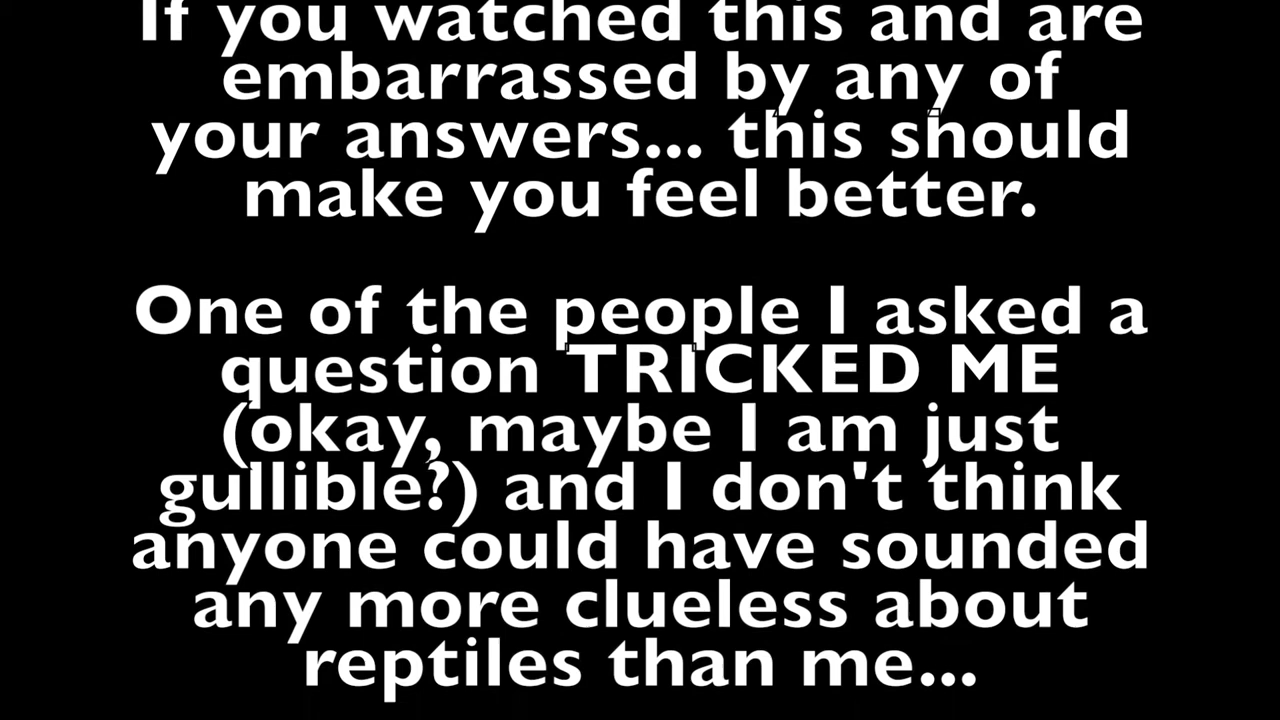 If you watched this and are
embarrassed by any of
your answers... this should
make you feel better.
One of the people I asked a
question TRICKED ME
(okay, maybe I am just
gullible?) and I don't think
anyone could have sounded
any more clueless about
reptiles than me...